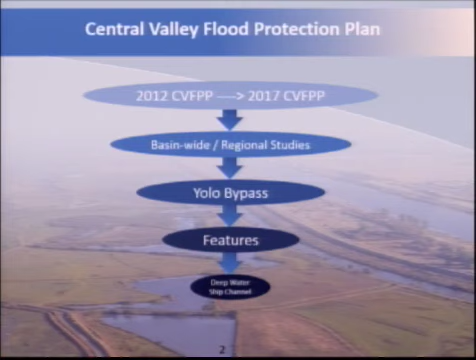 Central Valley Flood Protection Plan
2012 CVFPP ----> 2017 CVFPP
Basin-wide / Regional Studies
Yolo Bypass
Features
Deep Water
Ship Channel
2